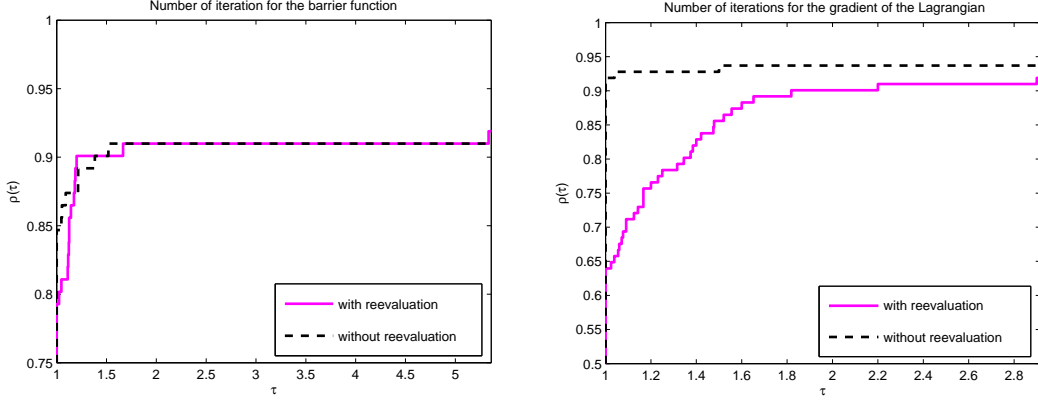 Number of iteration for the barrier function
1
0.95
0.9
0.85
0.8
0.75
ρ(τ)
1 1.5 2 2.5 3 3.5 4 4.5 5
τ
with reevaluation
without reevaluation
Number of iterations for the gradient of the Lagrangian
1
0.95
0.9
0.85
0.8
0.75
0.7
0.65
0.6
0.55
0.5
ρ(τ)
1 1.2 1.4 1.6 1.8 2 2.2 2.4 2.6 2.8
τ
with reevaluation
without reevaluation